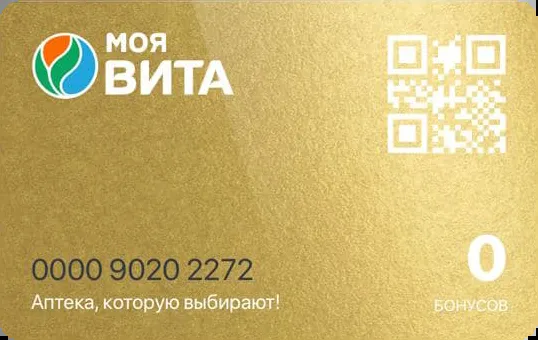 МОЯ
ВИТА
0000 9020 2272
Аптека, которую выбирают!
0
БОНУСОВ